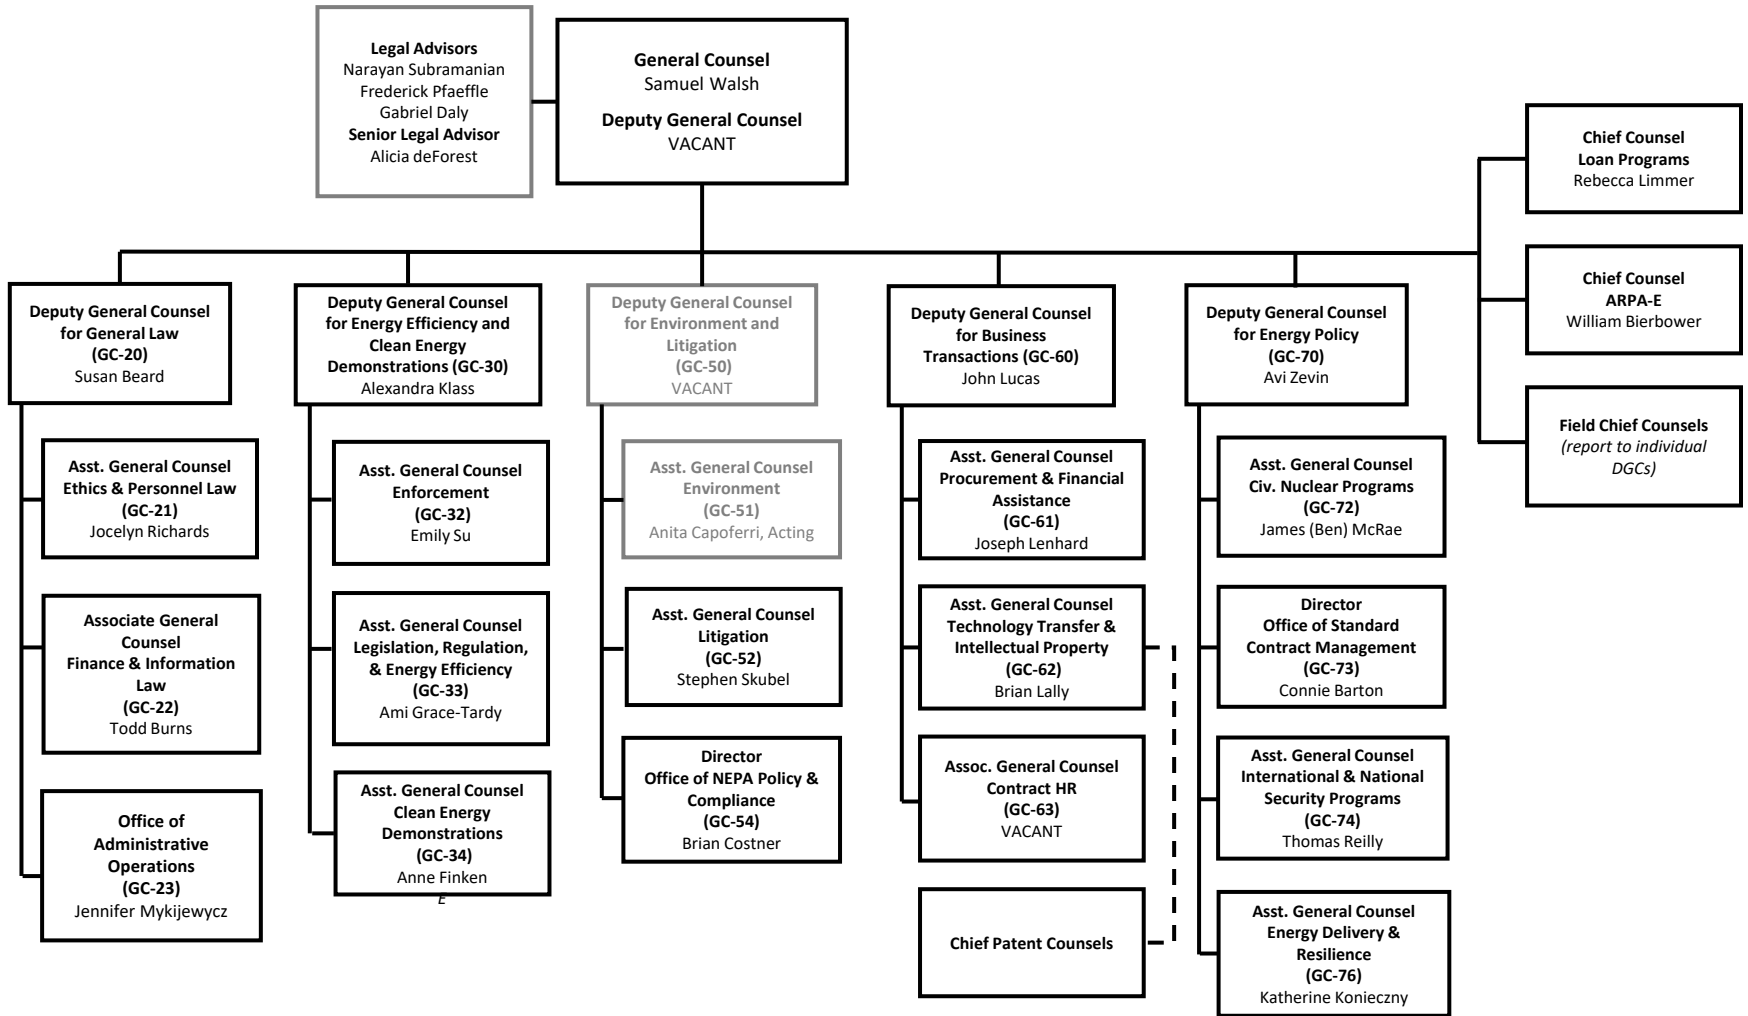 Legal Advisors
Narayan Subramanian
Frederick Pfaeffle
Gabriel Daly
Senior Legal Advisor
Alicia deForest
General Counsel
Samuel Walsh
Deputy General Counsel
VACANT
Chief Counsel
Loan Programs
Rebecca Limmer
Chief Counsel
ARPA-E
William Bierbower
Field Chief Counsels
(report to individual
DGCs)
Deputy General Counsel
for General Law
(GC-20)
Susan Beard
Asst. General Counsel
Ethics & Personnel Law
(GC-21)
Jocelyn Richards
Associate General
Counsel
Finance & Information
Law
(GC-22)
Todd Burns
Office of
Administrative
Operations
(GC-23)
Jennifer Mykijewycz
Deputy General Counsel
for Energy Efficiency and
Clean Energy
Demonstrations (GC-30)
Alexandra Klass
Asst. General Counsel
Enforcement
(GC-32)
Emily Su
Asst. General Counsel
Legislation, Regulation,
& Energy Efficiency
(GC-33)
Ami Grace-Tardy
Asst. General Counsel
Clean Energy
Demonstrations
(GC-34)
Anne Finken
E
Deputy General Counsel
for Environment and
Litigation
(GC-50)
VACANT
Asst. General Counsel
Environment
(GC-51)
Anita Capoferri, Acting
Asst. General Counsel
Litigation
(GC-52)
Stephen Skubel
Director
Office of NEPA Policy &
Compliance
(GC-54)
Brian Costner
Deputy General Counsel
for Business
Transactions (GC-60)
John Lucas
Asst. General Counsel
Procurement & Financial
Assistance
(GC-61)
Joseph Lenhard
Asst. General Counsel
Technology Transfer &
Intellectual Property
(GC-62)
Brian Lally
Assoc. General Counsel
Contract HR
(GC-63)
VACANT
Chief Patent Counsels
Deputy General Counsel
for Energy Policy
(GC-70)
Avi Zevin
Asst. General Counsel
Civ. Nuclear Programs
(GC-72)
James (Ben) McRae
Director
Office of Standard
Contract Management
(GC-73)
Connie Barton
Asst. General Counsel
International & National
Security Programs
(GC-74)
Thomas Reilly
Asst. General Counsel
Energy Delivery &
Resilience
(GC-76)
Katherine Konieczny